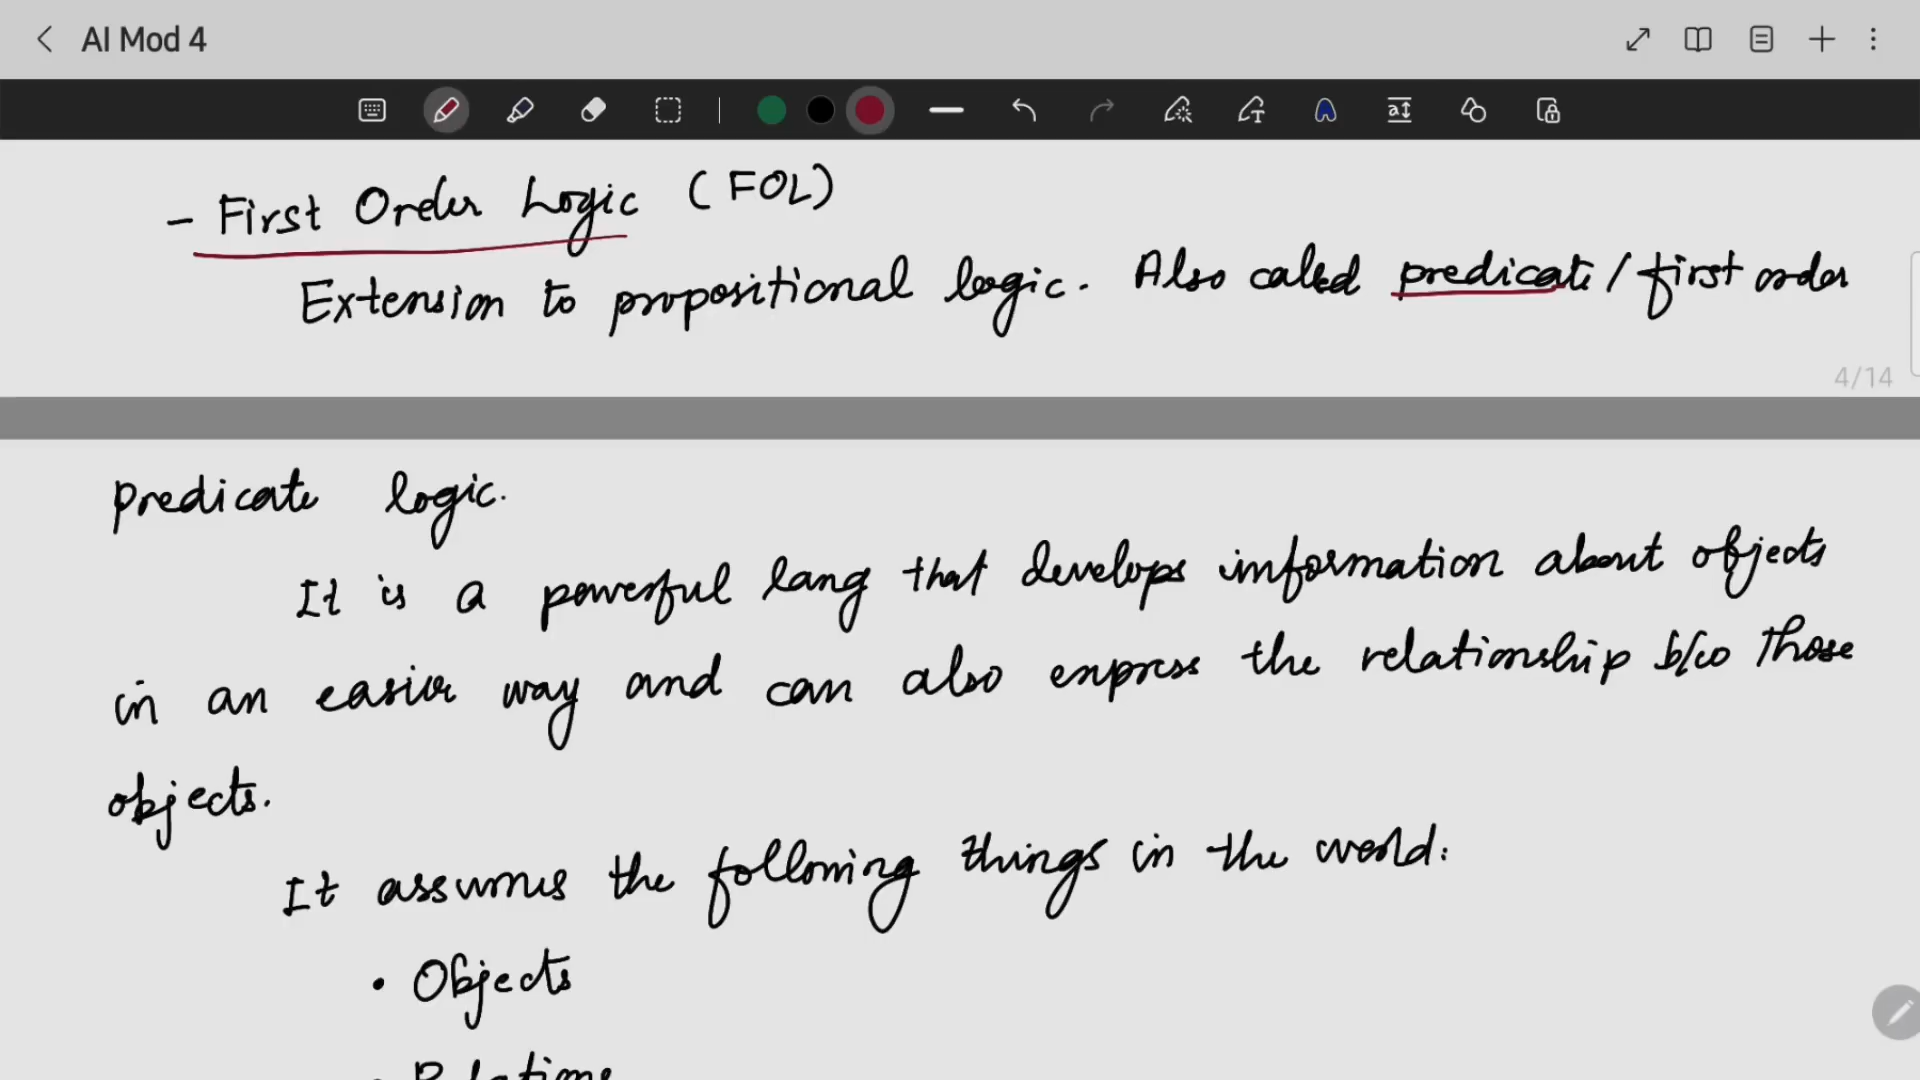 AI Mod 4
- First Order Logic (FOL)
Extension to propositional logic. Also called predicate / first order
4/14
predicate logic.
It is a powerful lang that develops information about objects
in an easier way and can also express the relationship b/w those
objects.
It assumes the following things in the world:
• Objects
• Relations